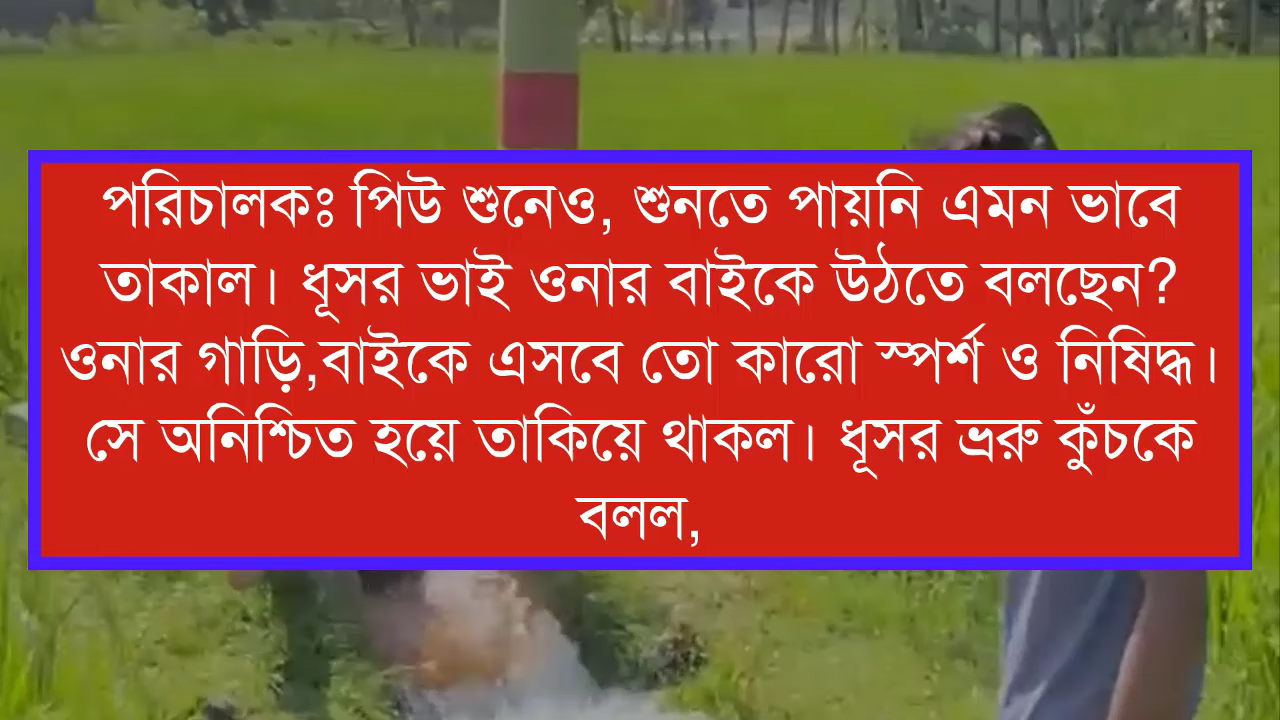 পরিচালকঃ পিউ শুনেও, শুনতে পায়নি এমন ভাবে
তাকাল। ধূসর ভাই ওনার বাইকে উঠতে বলছেন?
ওনার গাড়ি,বাইকে এসবে তো কারো স্পর্শ ও নিষিদ্ধ।
সে অনিশ্চিত হয়ে তাকিয়ে থাকল। ধূসর ভ্ররু কুঁচকে
বলল,